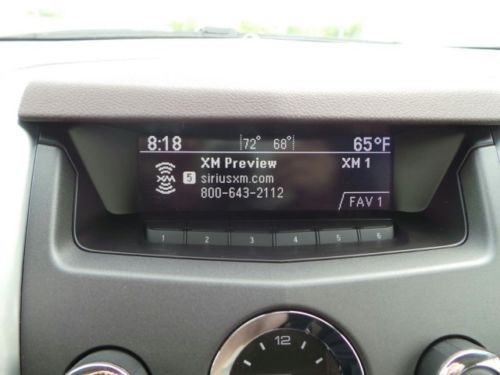 8:18 72° 68° 65°F
XM Preview XM 1
XM 5 siriusxm.com
800-643-2112
FAV 1
1 2 3 4 5 6
12